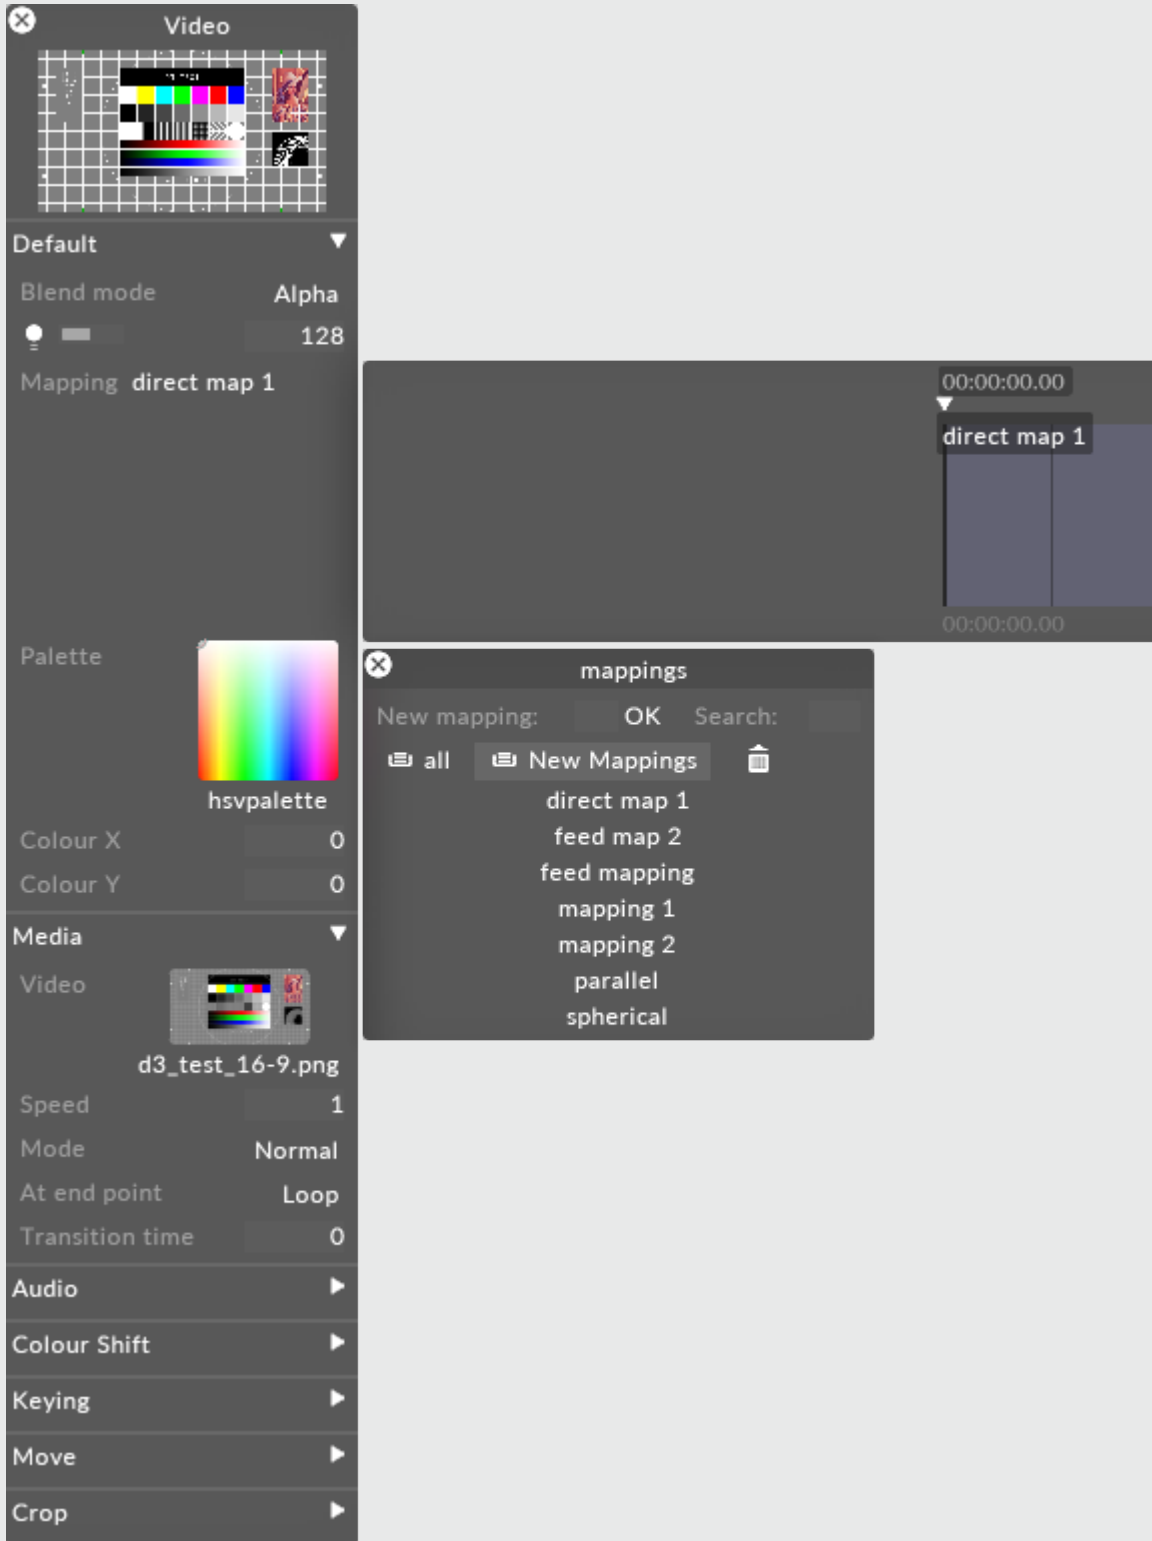 Video
Default
Blend mode Alpha
128
Mapping direct map 1
00:00:00.00
direct map 1
00:00:00.00
Palette
hsvpalette
Colour X 0
Colour Y 0
mappings
New mapping: OK Search:
all New Mappings
direct map 1
feed map 2
feed mapping
mapping 1
mapping 2
parallel
spherical
Media
Video
d3_test_16-9.png
Speed 1
Mode Normal
At end point Loop
Transition time 0
Audio
Colour Shift
Keying
Move
Crop